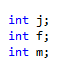 int j;
int f;
int m;